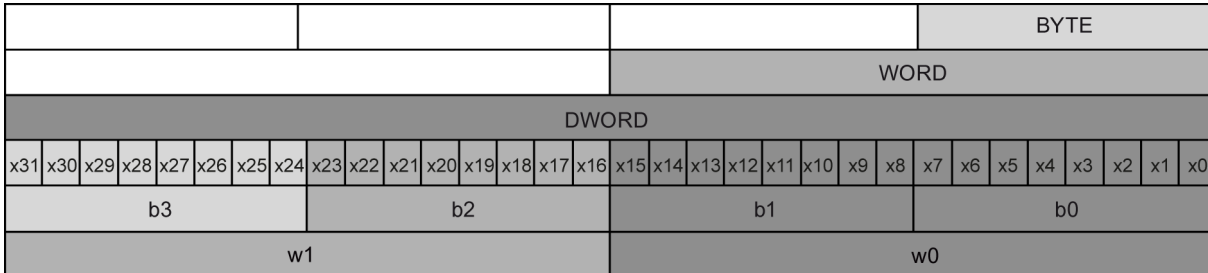 BYTE
WORD
DWORD
x31 x30 x29 x28 x27 x26 x25 x24 x23 x22 x21 x20 x19 x18 x17 x16 x15 x14 x13 x12 x11 x10 x9 x8 x7 x6 x5 x4 x3 x2 x1 x0
b3 b2 b1 b0
w1 w0